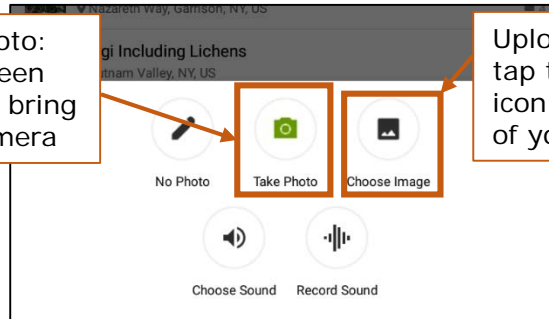 Nazareth Way, Garrison, NY, US
gi Including Lichens
tnam Valley, NY, US
oto:
een
bring
mera
Uplo
tap t
icon
of yo
No Photo
Take Photo
Choose Image
Choose Sound
Record Sound